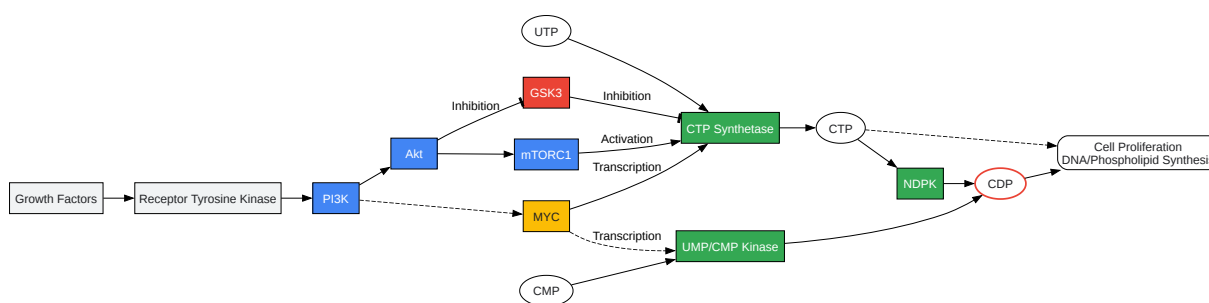 UTP
GSK3
Inhibition
Inhibition
CTP Synthetase
CTP
Akt
mTORC1
Activation
Transcription
Cell Proliferation
DNA/Phospholipid Synthesis
NDPK
CDP
Growth Factors
Receptor Tyrosine Kinase
PI3K
MYC
Transcription
UMP/CMP Kinase
CMP